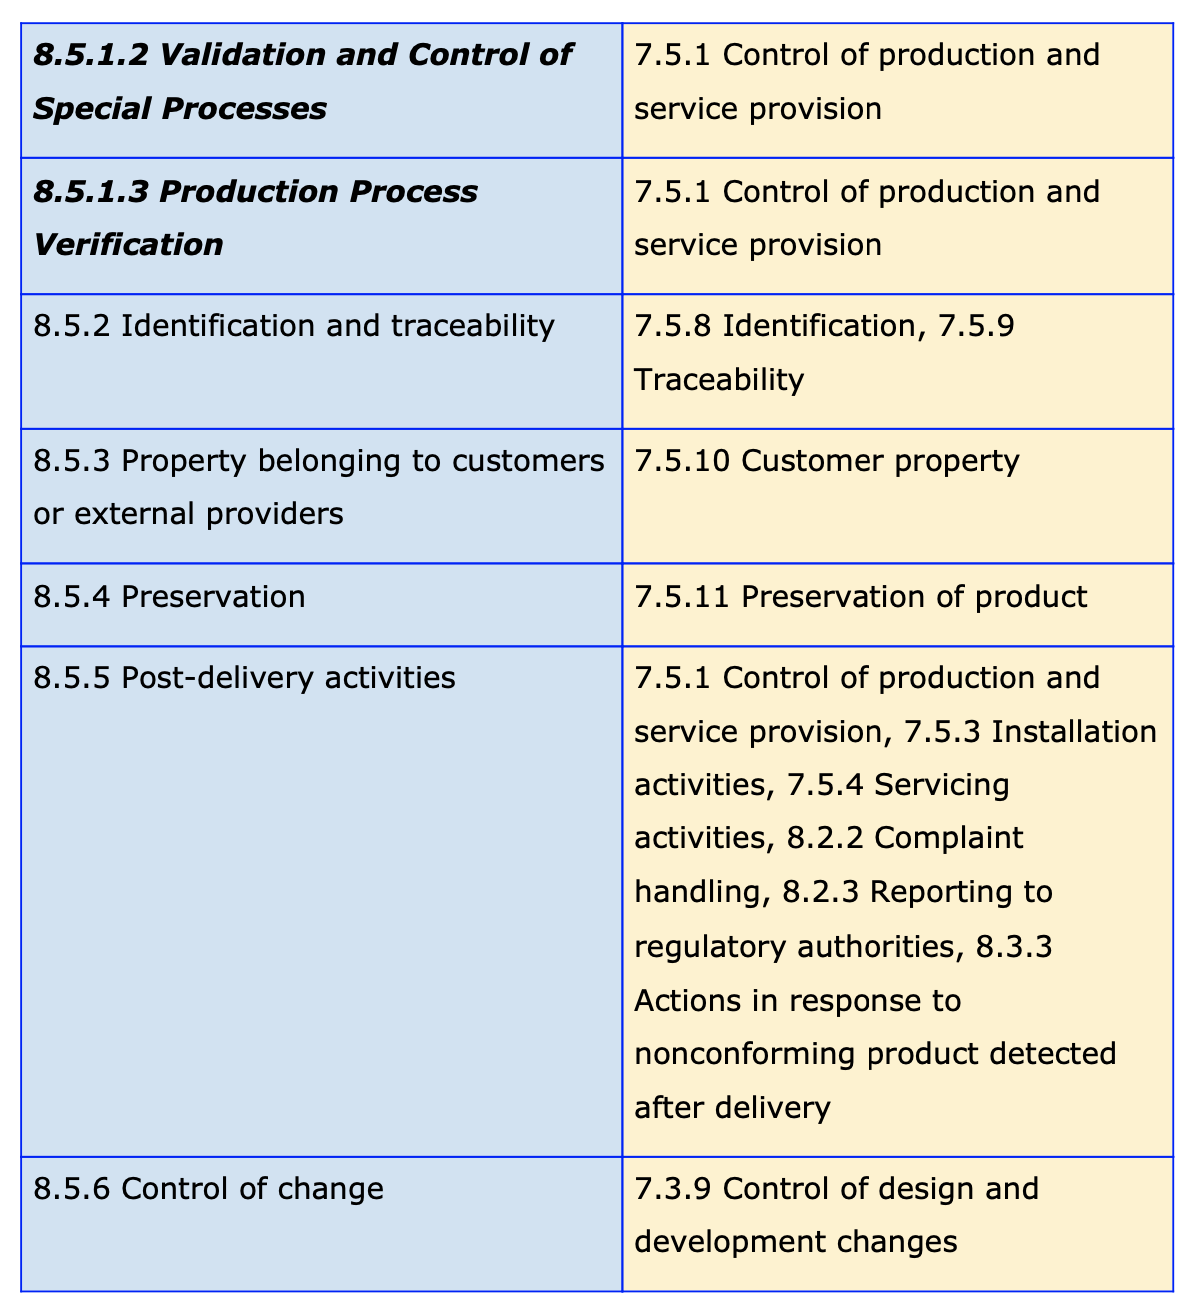 8.5.1.2 Validation and Control of
Special Processes
7.5.1 Control of production and
service provision
8.5.1.3 Production Process
Verification
7.5.1 Control of production and
service provision
8.5.2 Identification and traceability
7.5.8 Identification, 7.5.9
Traceability
8.5.3 Property belonging to customers
or external providers
7.5.10 Customer property
8.5.4 Preservation
7.5.11 Preservation of product
8.5.5 Post-delivery activities
7.5.1 Control of production and
service provision, 7.5.3 Installation
activities, 7.5.4 Servicing
activities, 8.2.2 Complaint
handling, 8.2.3 Reporting to
regulatory authorities, 8.3.3
Actions in response to
nonconforming product detected
after delivery
8.5.6 Control of change
7.3.9 Control of design and
development changes